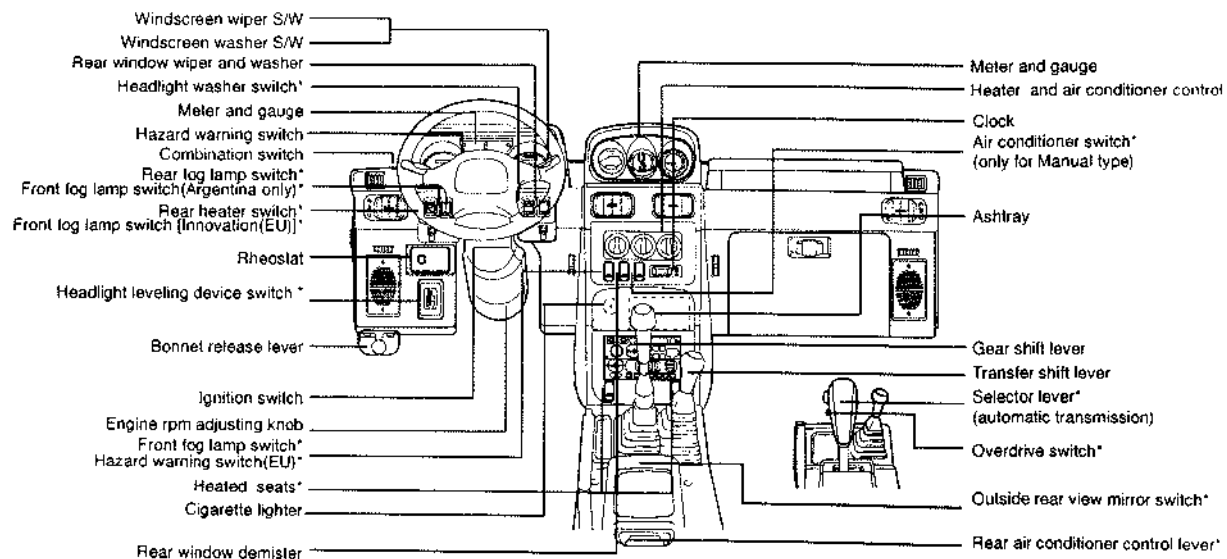 Windscreen wiper S/W
Windscreen washer S/W
Rear window wiper and washer
Headlight washer switch*
Meter and gauge
Hazard warning switch
Combination switch
Rear fog lamp switch*
Front fog lamp switch(Argentina only)*
Rear heater switch*
Front fog lamp switch [Innovation(EU)]*
Rheostat
Headlight leveling device switch *
Bonnet release lever
Ignition switch
Engine rpm adjusting knob
Front fog lamp switch*
Hazard warning switch(EU)*
Heated seats*
Cigarette lighter
Rear window demister
Meter and gauge
Heater and air conditioner control
Clock
Air conditioner switch*
(only for Manual type)
Ashtray
Gear shift lever
Transfer shift lever
Selector lever*
(automatic transmission)
Overdrive switch*
Outside rear view mirror switch*
Rear air conditioner control lever*